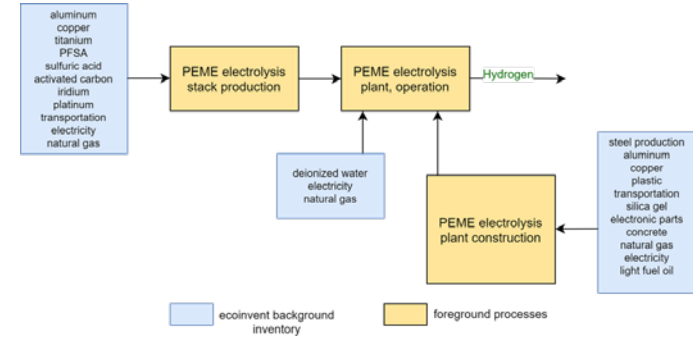 aluminum
copper
titanium
PFSA
sulfuric acid
activated carbon
iridium
platinum
transportation
electricity
natural gas
PEME electrolysis
stack production
PEME electrolysis
plant, operation
Hydrogen
deionized water
electricity
natural gas
PEME electrolysis
plant construction
steel production
aluminum
copper
plastic
transportation
silica gel
electronic parts
concrete
natural gas
electricity
light fuel oil
ecoinvent background
inventory
foreground processes